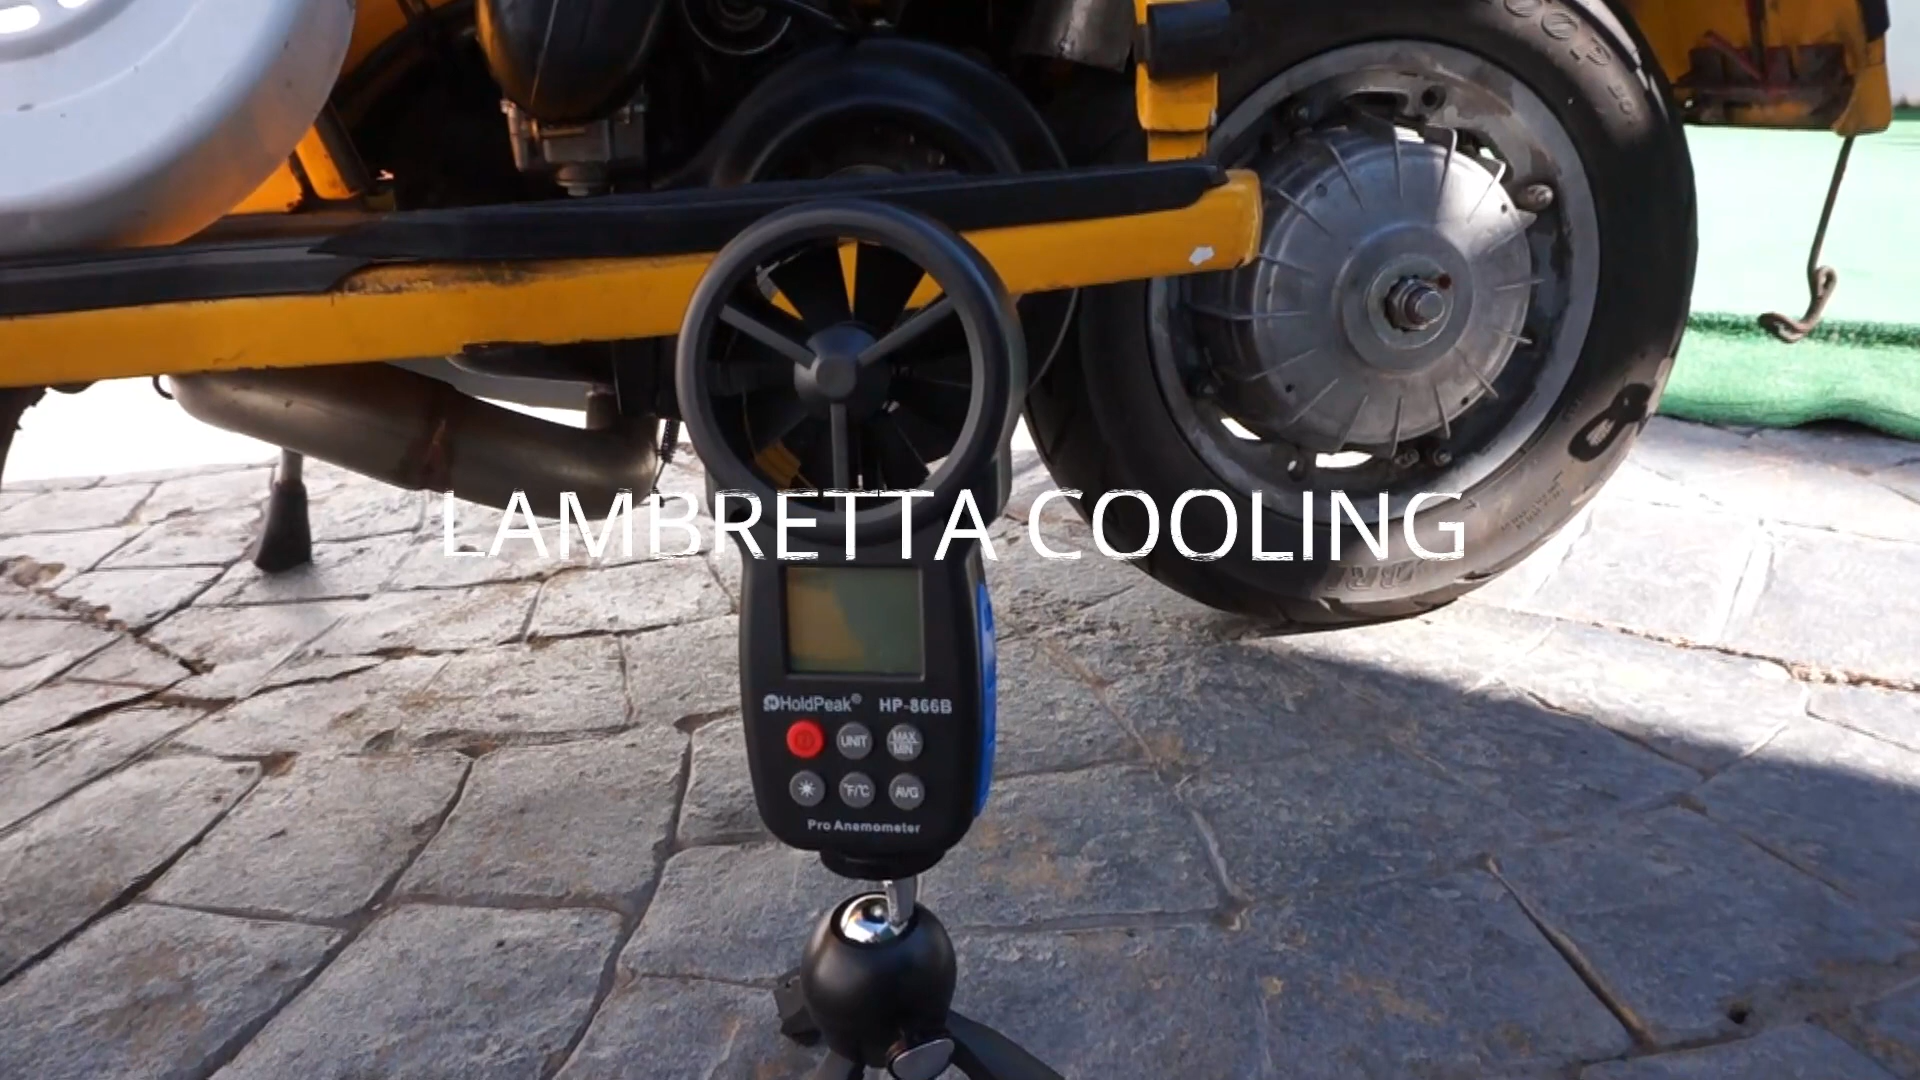 LAMBRETTA COOLING
HoldPeak® HP-866B
UNIT MAX MIN
°F/°C AVG
Pro Anemometer